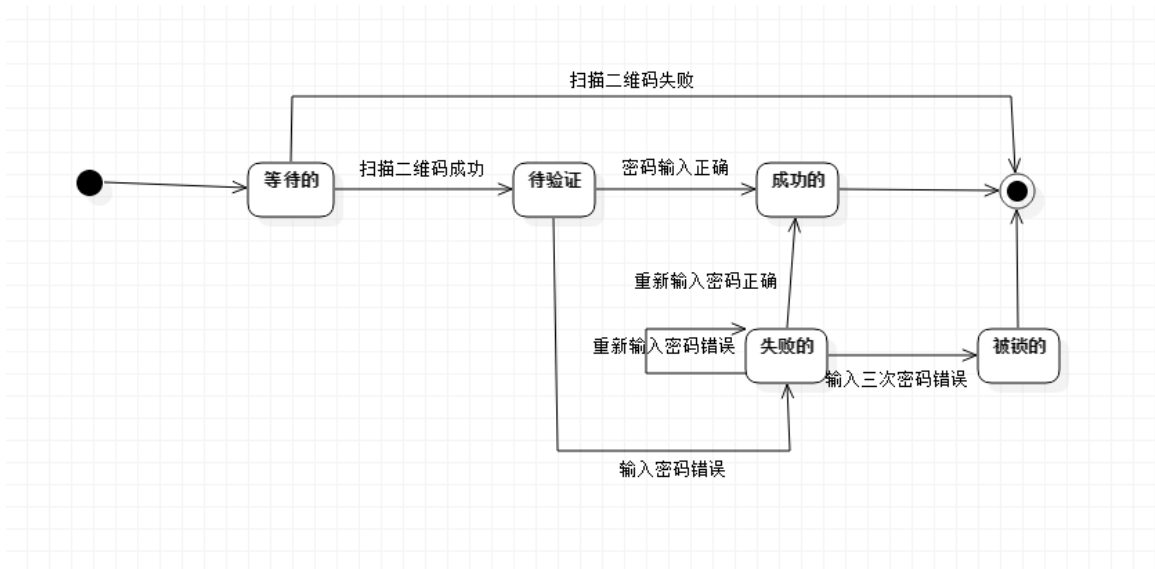 扫描二维码失败
等待的
扫描二维码成功
待验证
密码输入正确
成功的
重新输入密码正确
重新输入密码错误
失败的
输入三次密码错误
被锁的
输入密码错误